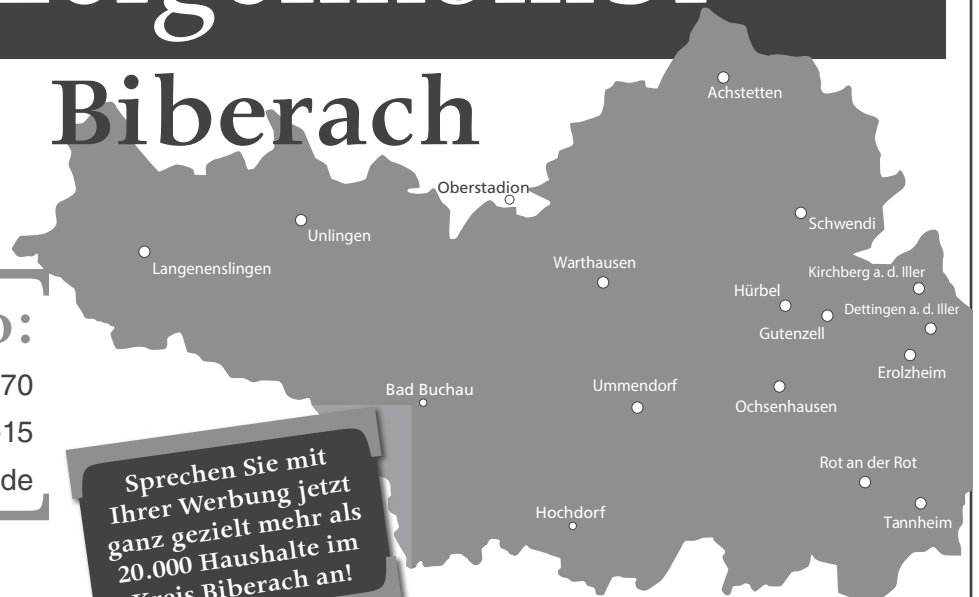 Biberach
Achstetten
Oberstadion
Schwendi
Unlingen
Langenenslingen
Warthausen
Kirchberg a. d. Iller
Hürbel
Dettingen a. d. Iller
Gutenzell
Erolzheim
Bad Buchau
Ummendorf
Ochsenhausen
Rot an der Rot
Hochdorf
Tannheim
:
70
15
de
Sprechen Sie mit
Ihrer Werbung jetzt
ganz gezielt mehr als
20.000 Haushalte im
Kreis Biberach an!